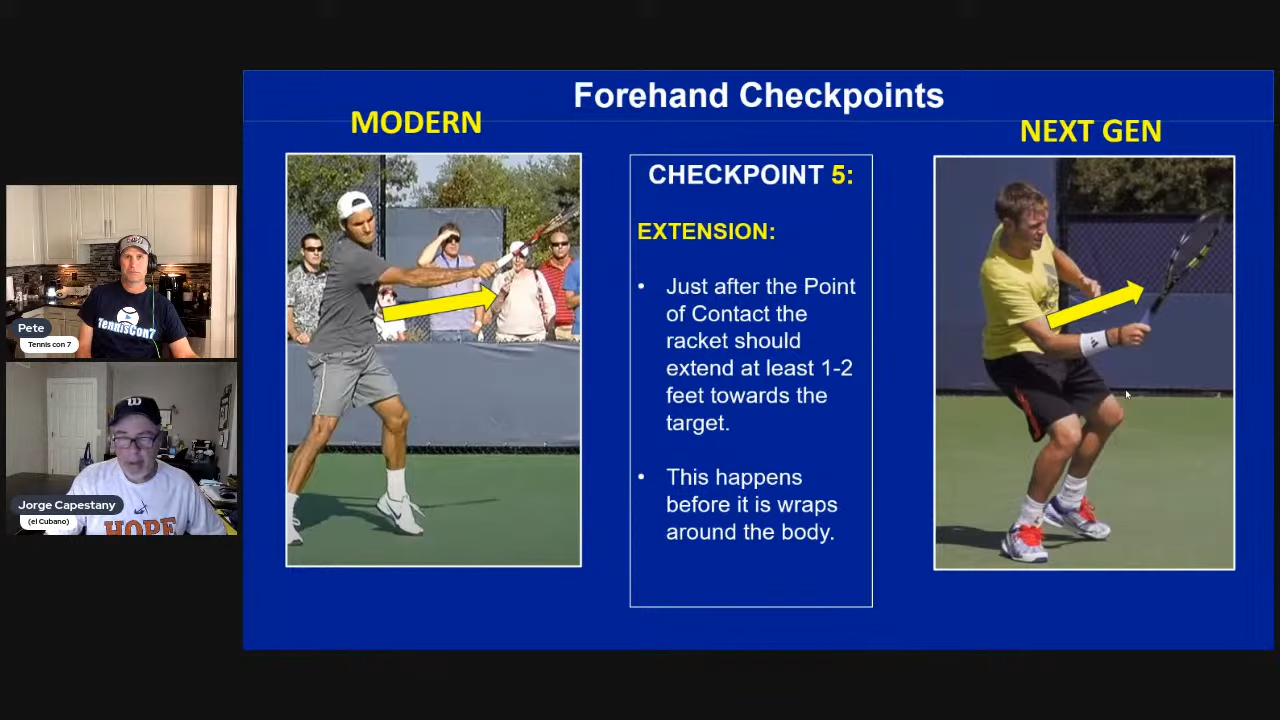 Forehand Checkpoints
MODERN
NEXT GEN
CHECKPOINT 5:
EXTENSION:
• Just after the Point
of Contact the
racket should
extend at least 1-2
feet towards the
target.
• This happens
before it is wraps
around the body.
Pete
Tennis con 7
TennisCon7
Jorge Capestany
(el Cubano)
W
HOPE